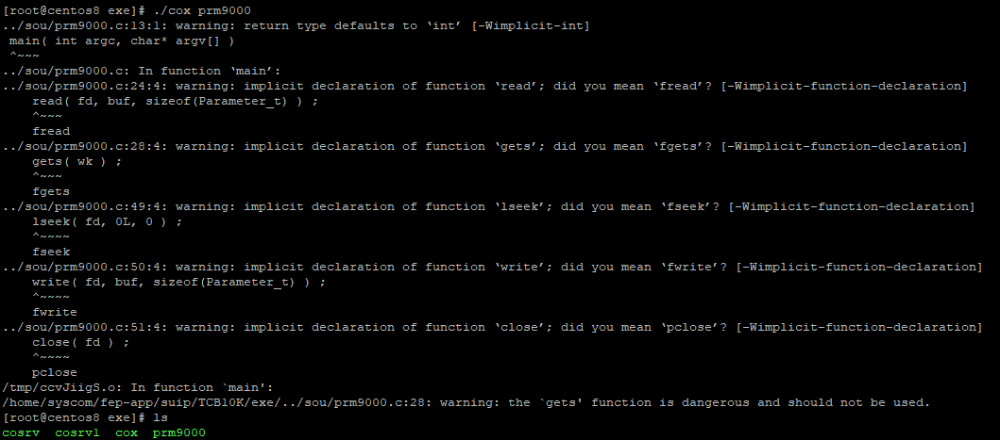 [root@centos8 exe]# ./cox prm9000
../sou/prm9000.c:13:1: warning: return type defaults to ‘int’ [-Wimplicit-int]
 main( int argc, char* argv[] )
 ^~~~
../sou/prm9000.c: In function ‘main’:
../sou/prm9000.c:24:4: warning: implicit declaration of function ‘read’; did you mean ‘fread’? [-Wimplicit-function-declaration]
    read( fd, buf, sizeof(Parameter_t) ) ;
    ^~~~
    fread
../sou/prm9000.c:28:4: warning: implicit declaration of function ‘gets’; did you mean ‘fgets’? [-Wimplicit-function-declaration]
    gets( wk ) ;
    ^~~~
    fgets
../sou/prm9000.c:49:4: warning: implicit declaration of function ‘lseek’; did you mean ‘fseek’? [-Wimplicit-function-declaration]
    lseek( fd, 0L, 0 ) ;
    ^~~~~
    fseek
../sou/prm9000.c:50:4: warning: implicit declaration of function ‘write’; did you mean ‘fwrite’? [-Wimplicit-function-declaration]
    write( fd, buf, sizeof(Parameter_t) ) ;
    ^~~~~
    fwrite
../sou/prm9000.c:51:4: warning: implicit declaration of function ‘close’; did you mean ‘pclose’? [-Wimplicit-function-declaration]
    close( fd ) ;
    ^~~~~
    pclose
/tmp/ccvJiigS.o: In function `main':
/home/syscom/fep-app/suip/TCB10K/exe/../sou/prm9000.c:28: warning: the `gets' function is dangerous and should not be used.
[root@centos8 exe]# ls
cosrv  cosrv1  cox  prm9000